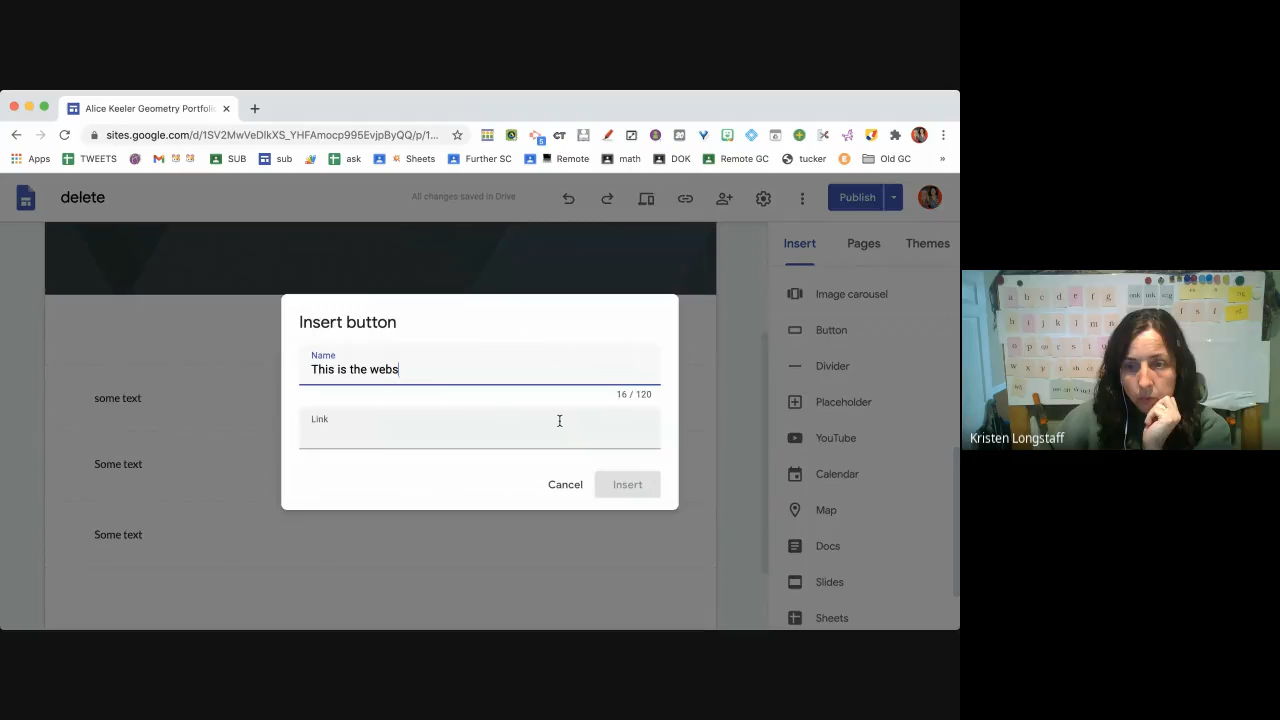 Alice Keeler Geometry Portfoli
sites.google.com/d/1SV2MwVeDIkXS_YHFAmocp995EvjpByQQ/p/1...
Apps TWEETS SUB sub ask Sheets Further SC Remote math DOK Remote GC tucker Old GC »
delete
All changes saved in Drive
Publish
Insert Pages Themes
Image carousel
Button
Divider
Placeholder
YouTube
Calendar
Map
Docs
Slides
Sheets
Insert button
Name
This is the webs
16 / 120
Link
Cancel Insert
some text
Some text
Some text
a b c d e f g
h i j k l m n
Kristen Longstaff